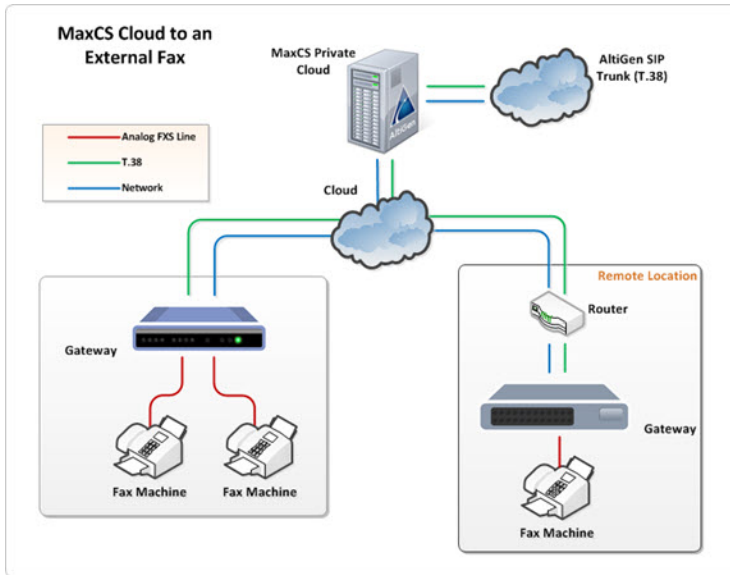 MaxCS Cloud to an
External Fax
MaxCS Private
Cloud
AltiGen SIP
Trunk (T.38)
AltiGen
Analog FXS Line
T.38
Network
Cloud
Remote Location
Router
Gateway
Gateway
Fax Machine
Fax Machine
Fax Machine